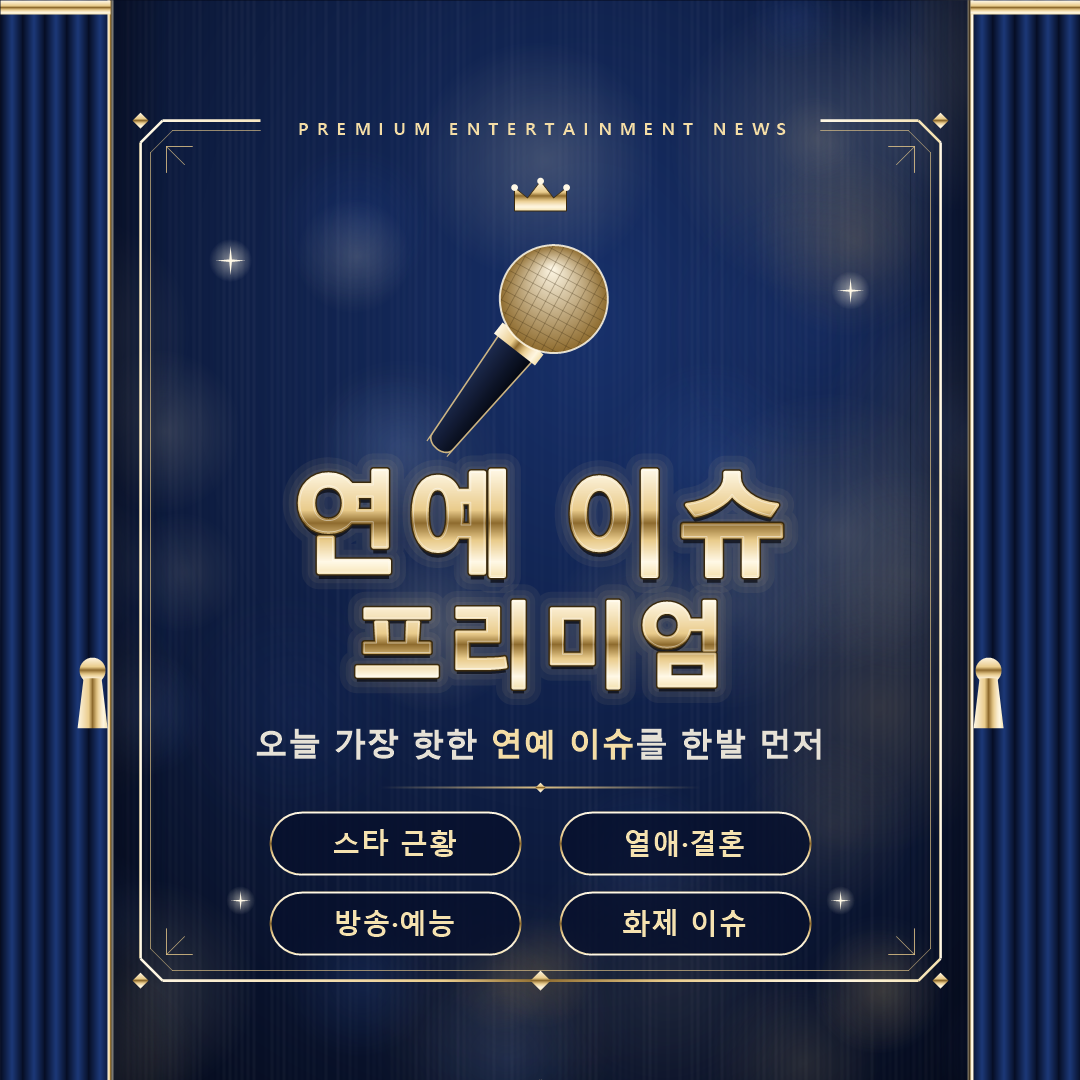 PREMIUM ENTERTAINMENT NEWS
연예 이슈
프리미엄
오늘 가장 핫한 연예 이슈를 한발 먼저
스타 근황
열애·결혼
방송·예능
화제 이슈